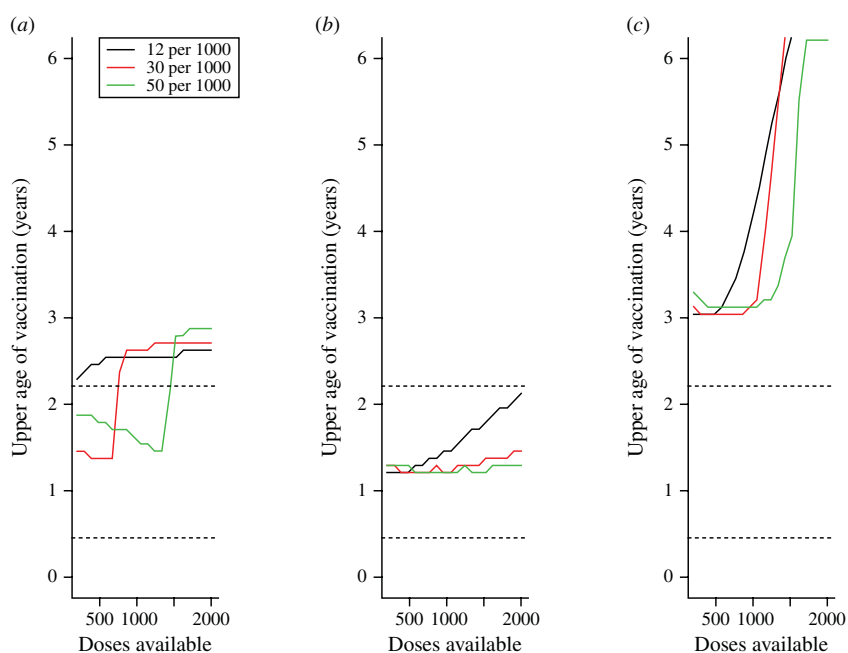 (a)
12 per 1000
30 per 1000
50 per 1000
Upper age of vaccination (years)
6
5
4
3
2
1
0
500 1000 2000
Doses available
(b)
Upper age of vaccination (years)
6
5
4
3
2
1
0
500 1000 2000
Doses available
(c)
Upper age of vaccination (years)
6
5
4
3
2
1
0
500 1000 2000
Doses available